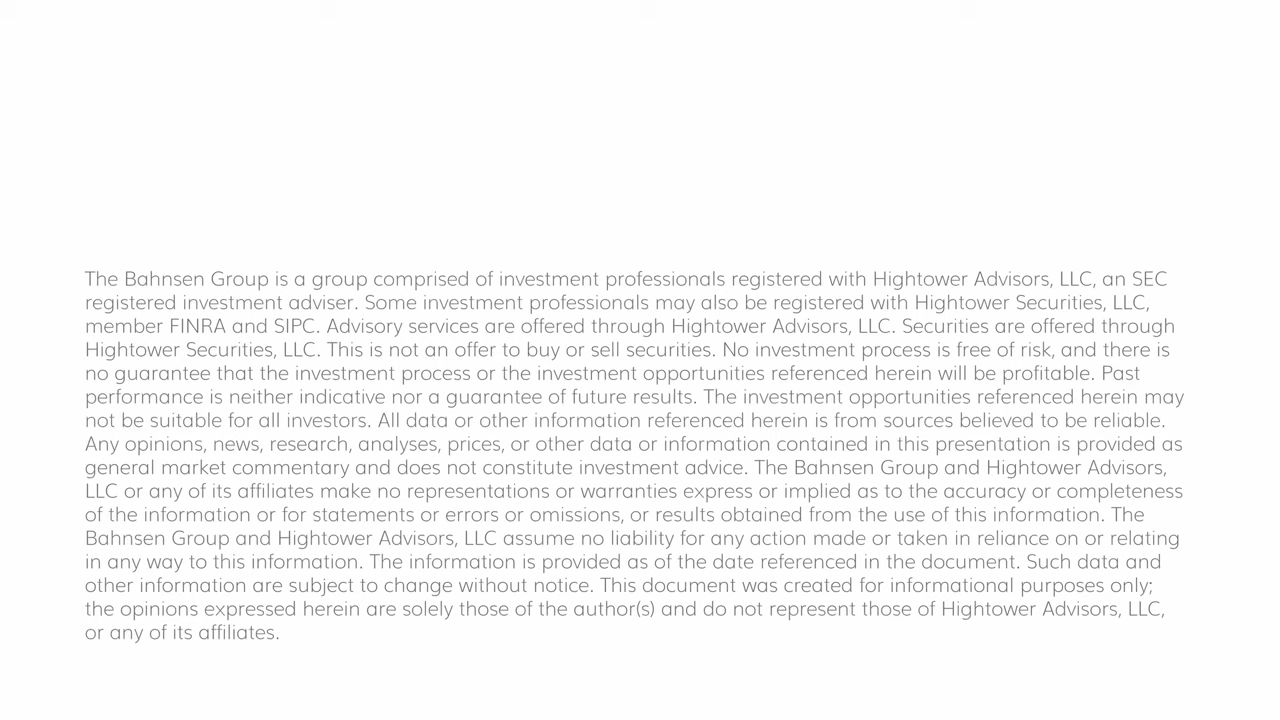 The Bahnsen Group is a group comprised of investment professionals registered with Hightower Advisors, LLC, an SEC
registered investment adviser. Some investment professionals may also be registered with Hightower Securities, LLC,
member FINRA and SIPC. Advisory services are offered through Hightower Advisors, LLC. Securities are offered through
Hightower Securities, LLC. This is not an offer to buy or sell securities. No investment process is free of risk, and there is
no guarantee that the investment process or the investment opportunities referenced herein will be profitable. Past
performance is neither indicative nor a guarantee of future results. The investment opportunities referenced herein may
not be suitable for all investors. All data or other information referenced herein is from sources believed to be reliable.
Any opinions, news, research, analyses, prices, or other data or information contained in this presentation is provided as
general market commentary and does not constitute investment advice. The Bahnsen Group and Hightower Advisors,
LLC or any of its affiliates make no representations or warranties express or implied as to the accuracy or completeness
of the information or for statements or errors or omissions, or results obtained from the use of this information. The
Bahnsen Group and Hightower Advisors, LLC assume no liability for any action made or taken in reliance on or relating
in any way to this information. The information is provided as of the date referenced in the document. Such data and
other information are subject to change without notice. This document was created for informational purposes only;
the opinions expressed herein are solely those of the author(s) and do not represent those of Hightower Advisors, LLC,
or any of its affiliates.